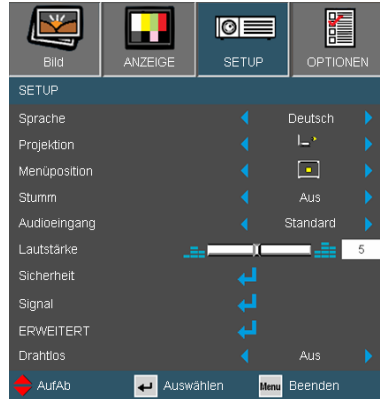 Bild ANZEIGE SETUP OPTIONEN
SETUP
Sprache Deutsch
Projektion
Menüposition
Stumm Aus
Audioeingang Standard
Lautstärke 5
Sicherheit
Signal
ERWEITERT
Drahtlos Aus
AufAb Auswählen Menu Beenden